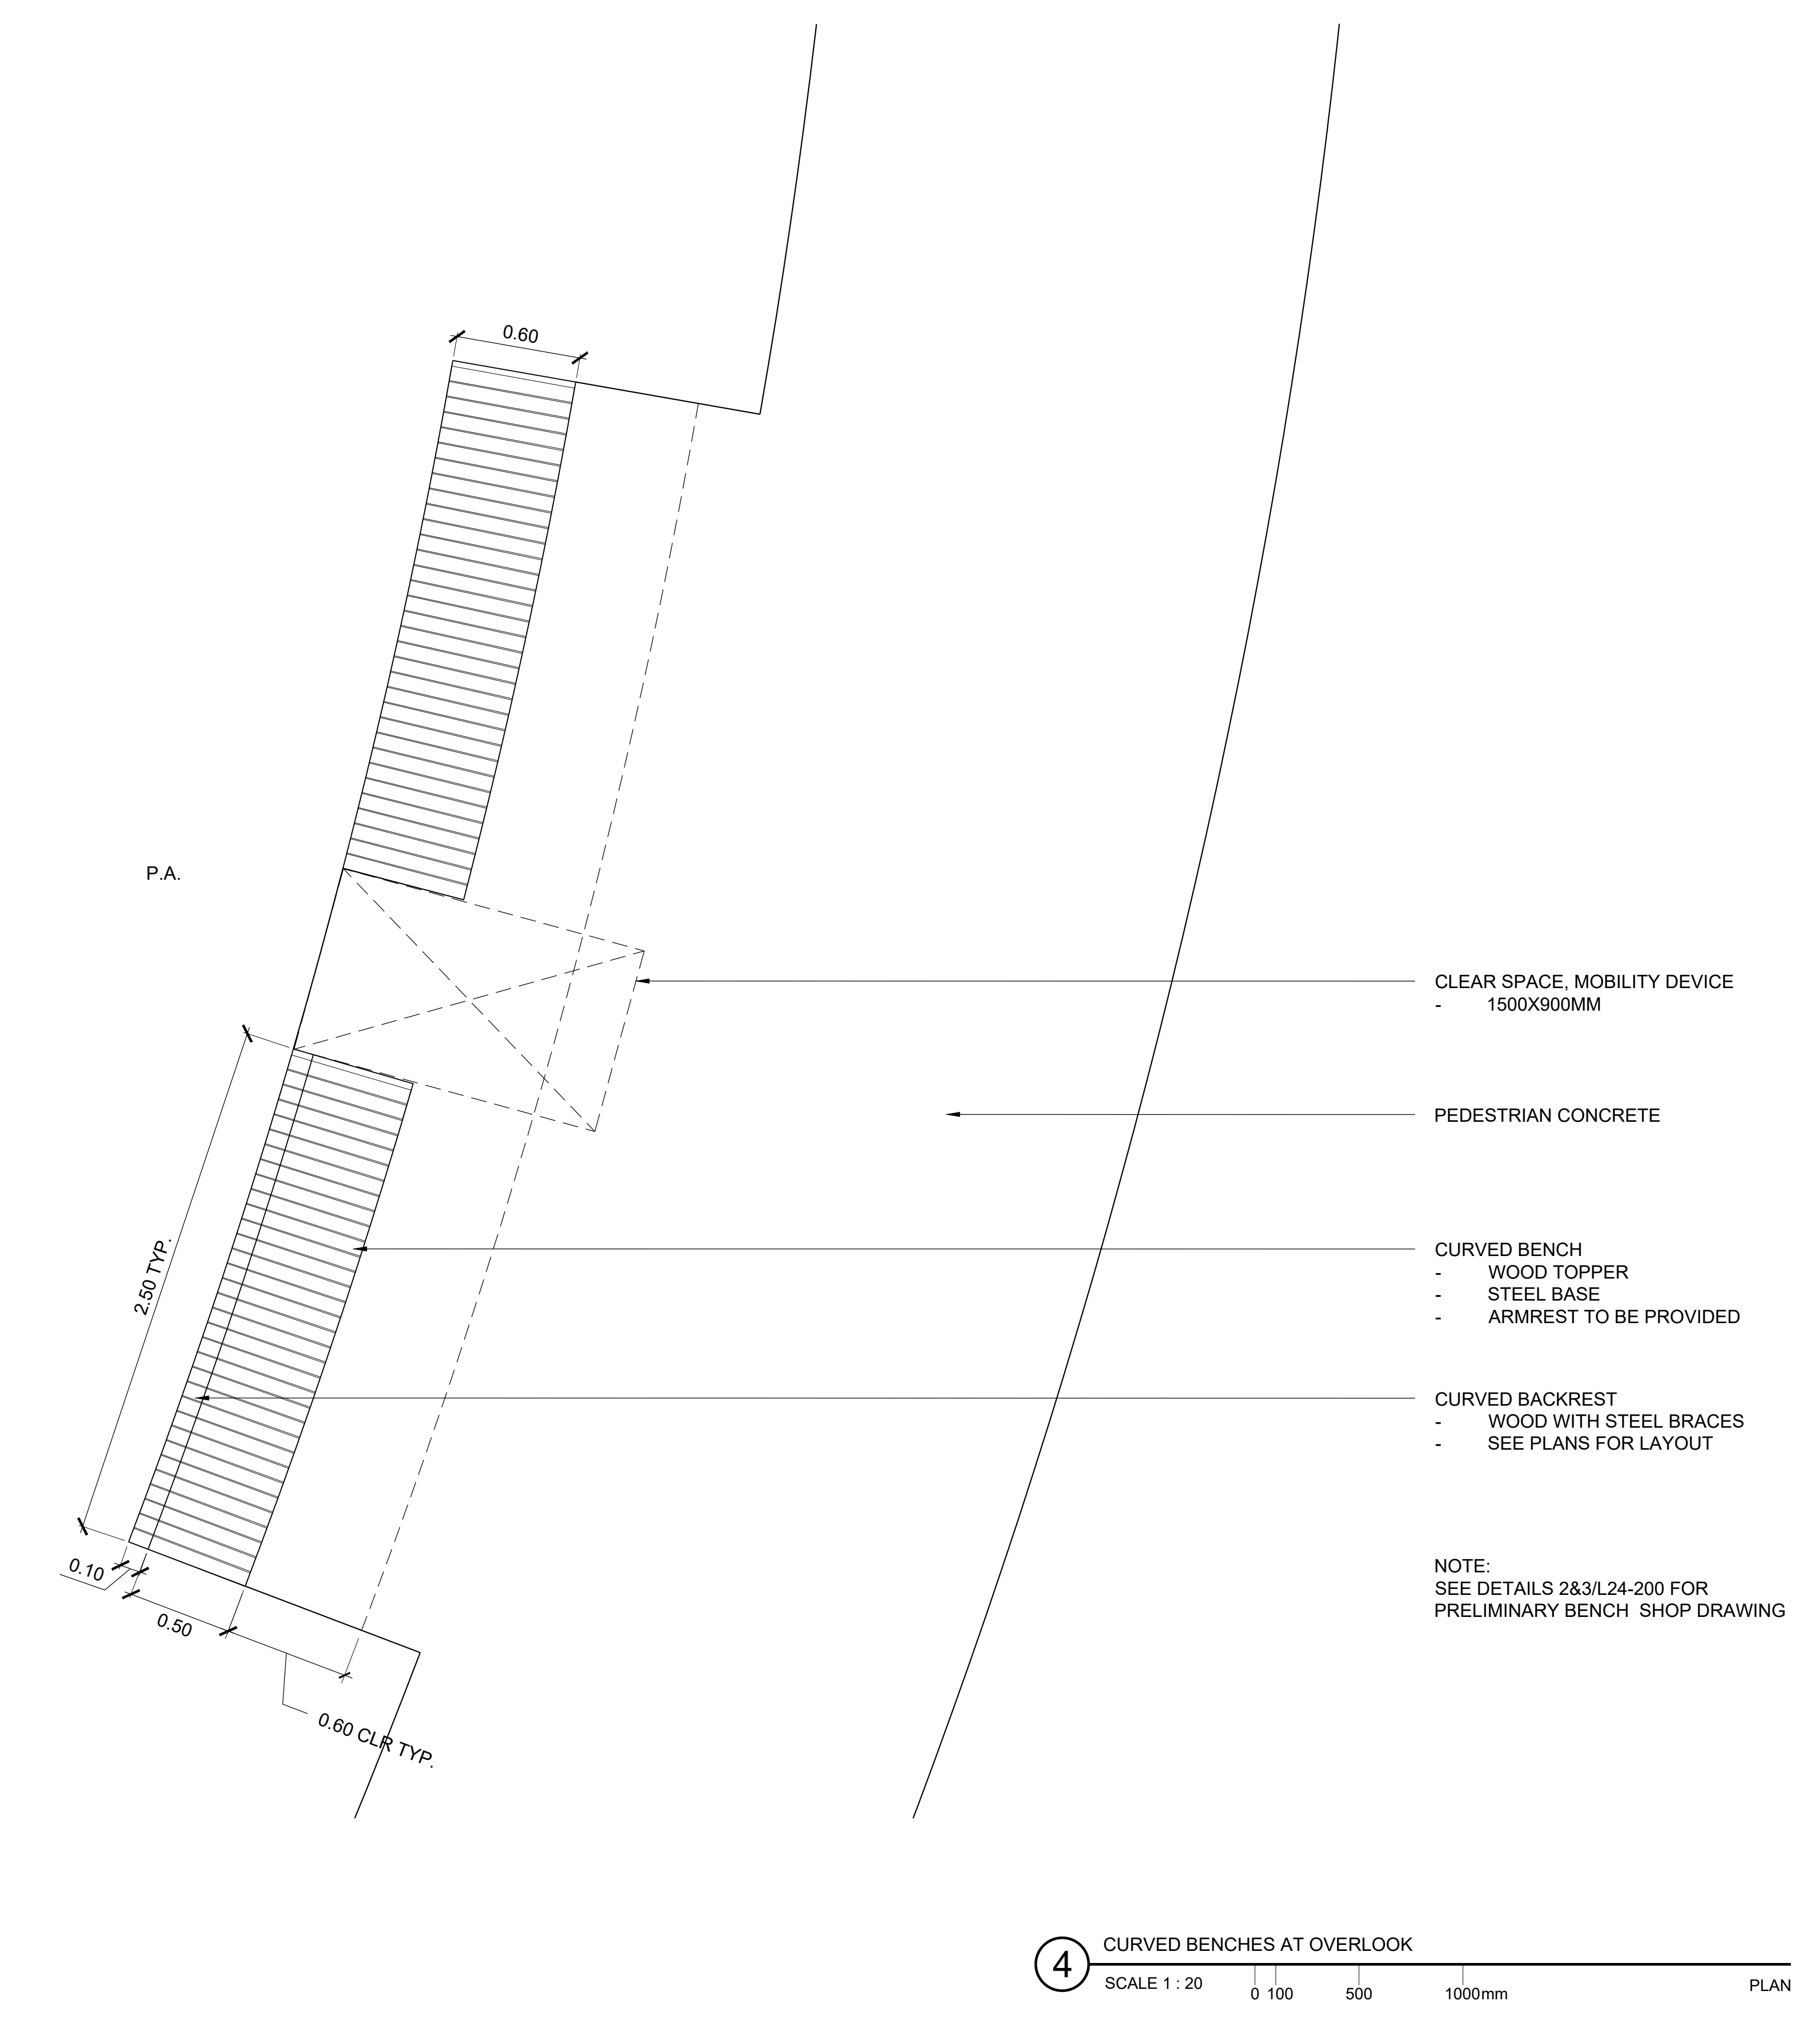 0.60
P.A.
CLEAR SPACE, MOBILITY DEVICE
- 1500X900MM
PEDESTRIAN CONCRETE
2.50 TYP.
CURVED BENCH
- WOOD TOPPER
- STEEL BASE
- ARMREST TO BE PROVIDED
CURVED BACKREST
- WOOD WITH STEEL BRACES
- SEE PLANS FOR LAYOUT
0.10
0.50
0.60 CLR TYP.
NOTE:
SEE DETAILS 2&3/L24-200 FOR
PRELIMINARY BENCH SHOP DRAWING
4
CURVED BENCHES AT OVERLOOK
SCALE 1 : 20
0 100 500 1000mm
PLAN